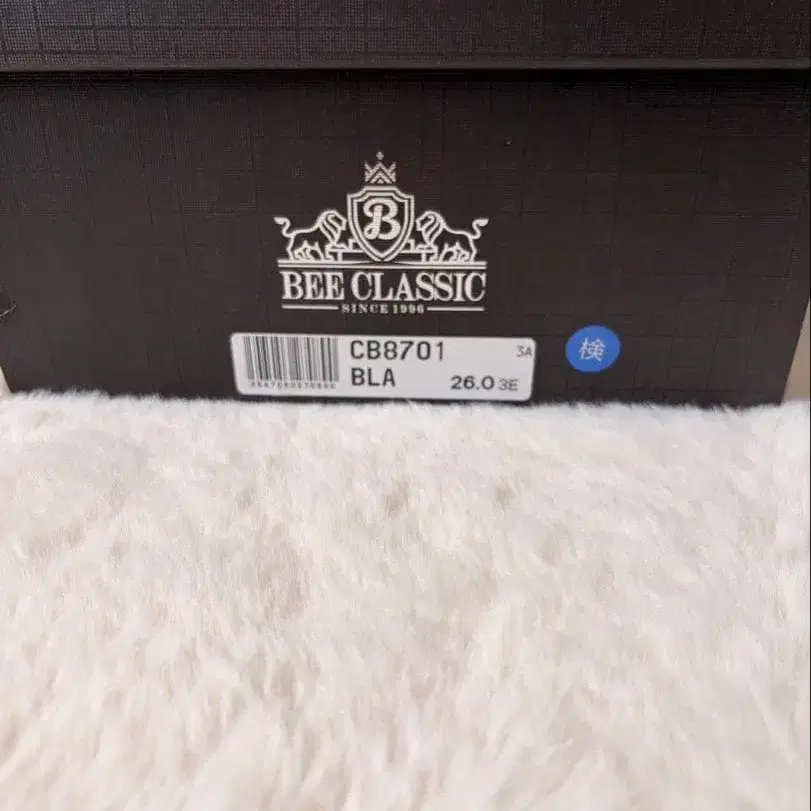 B
BEE CLASSIC
SINCE 1996
CB8701 3A
BLA 26.0 3E
検